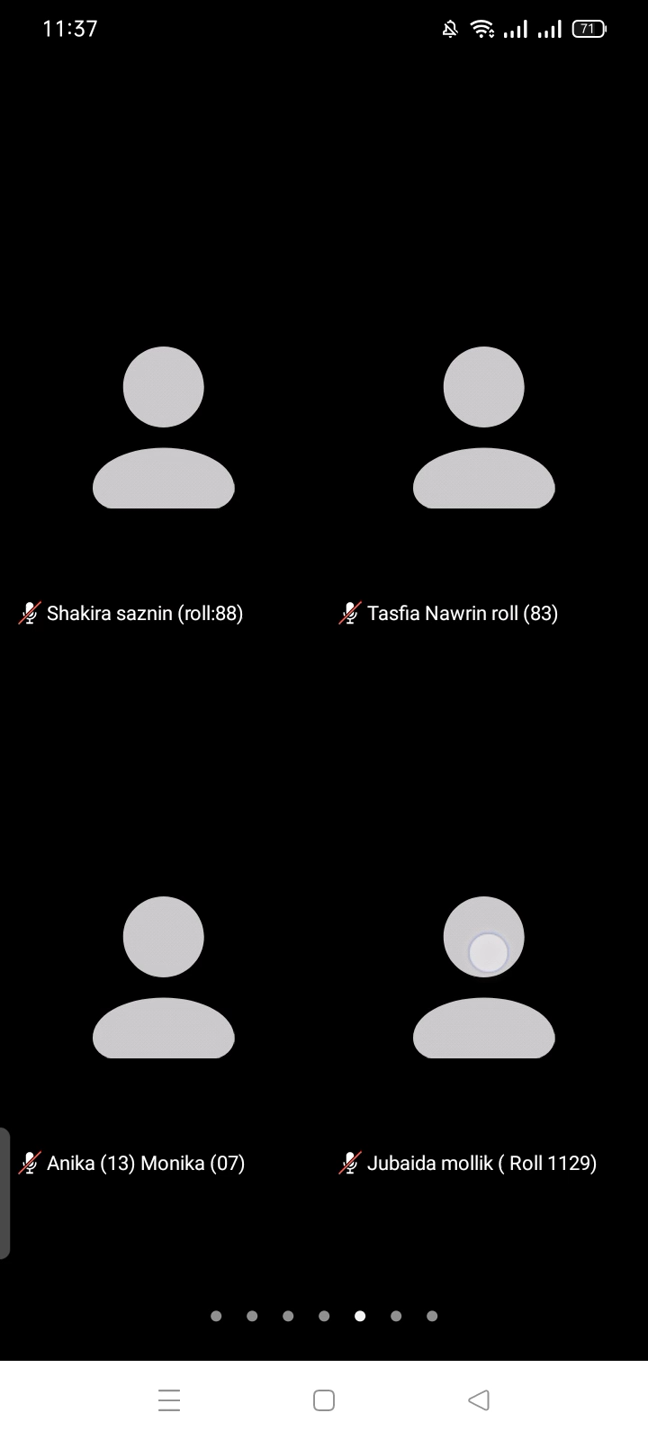 11:37
71
Shakira saznin (roll:88)
Tasfia Nawrin roll (83)
Anika (13) Monika (07)
Jubaida mollik ( Roll 1129)